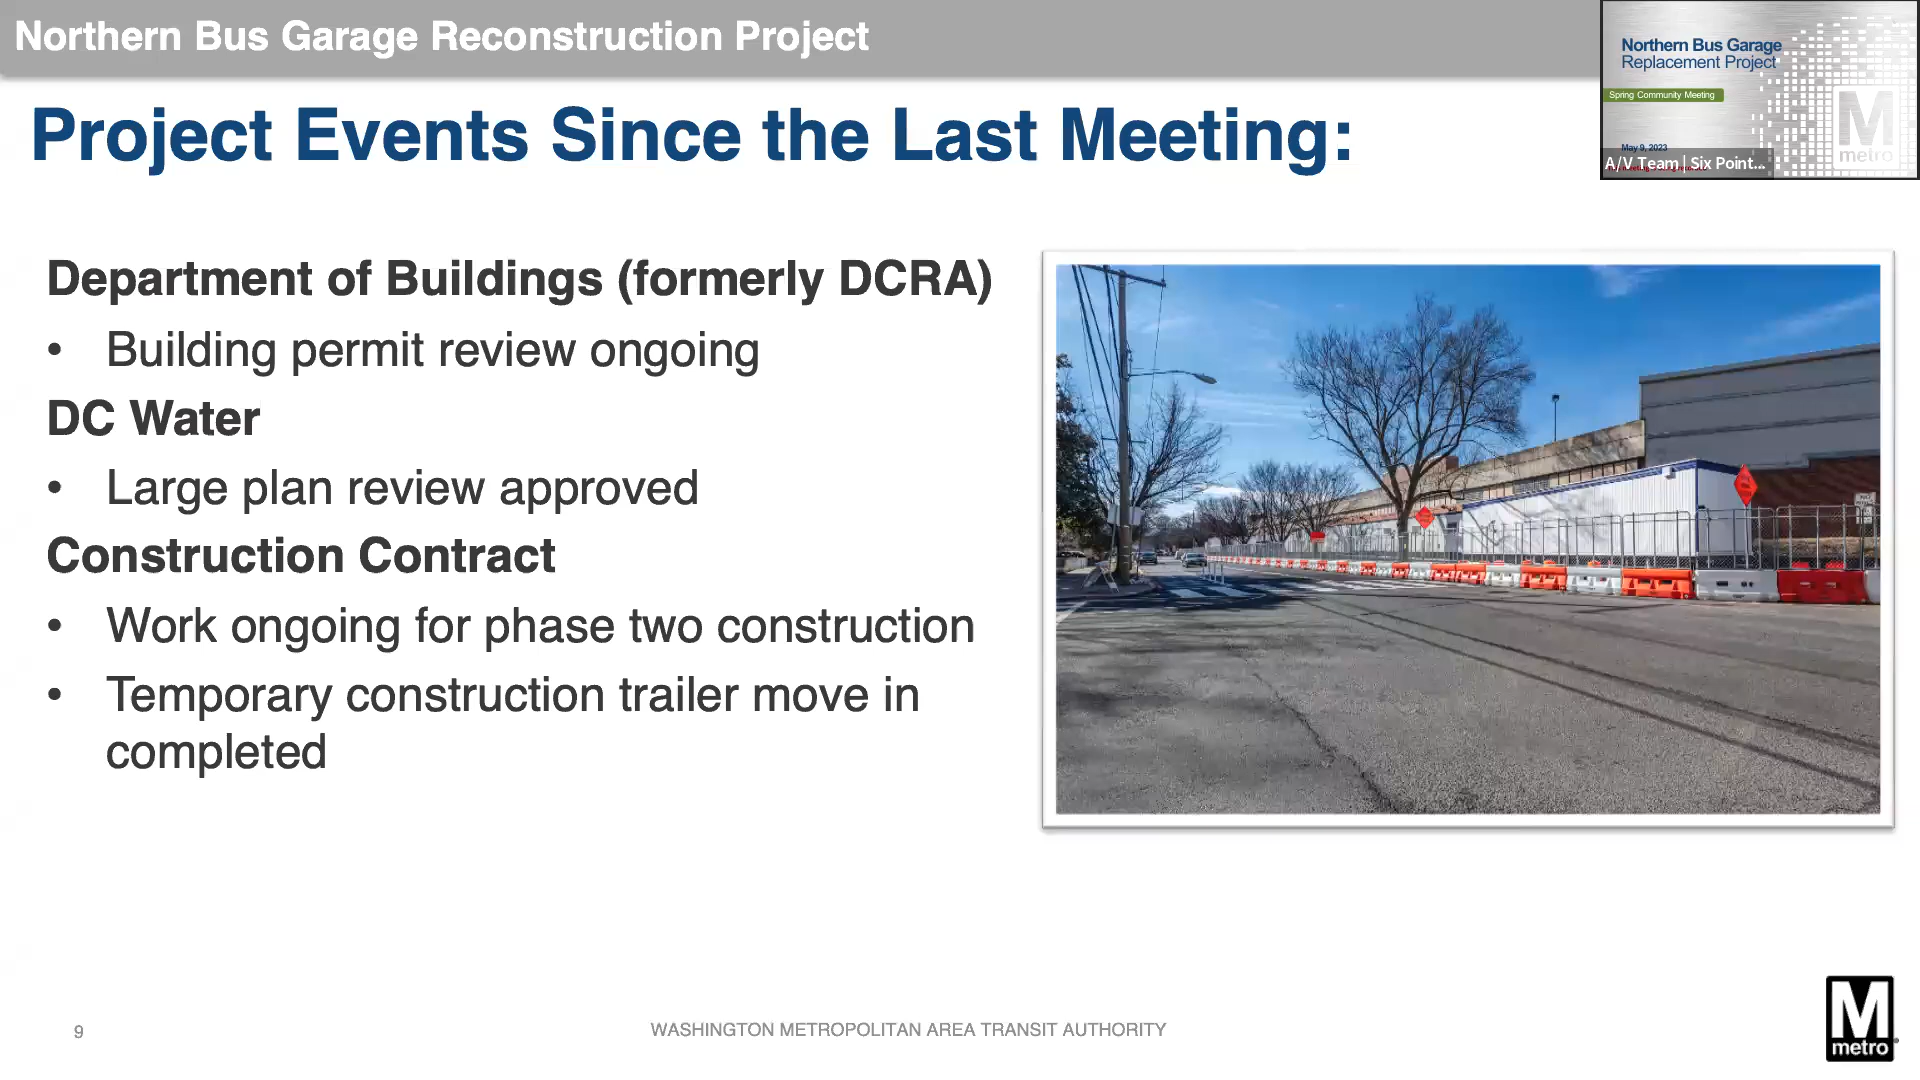 Northern Bus Garage Reconstruction Project
Northern Bus Garage
Replacement Project
Spring Community Meeting
May 9, 2023
A/V Team | Six Point...
M
metro
Project Events Since the Last Meeting:
Department of Buildings (formerly DCRA)
• Building permit review ongoing
DC Water
• Large plan review approved
Construction Contract
• Work ongoing for phase two construction
• Temporary construction trailer move in
completed
9
WASHINGTON METROPOLITAN AREA TRANSIT AUTHORITY
M
metro